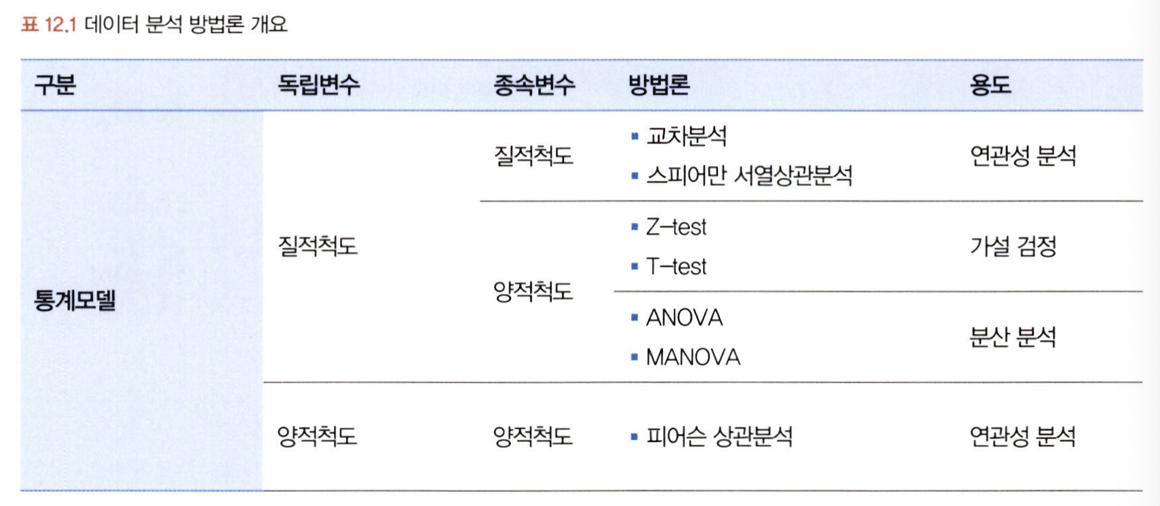 표 12.1 데이터 분석 방법론 개요
구분 독립변수 종속변수 방법론 용도
통계모델
질적척도
질적척도
▪ 교차분석
▪ 스피어만 서열상관분석
연관성 분석
양적척도
▪ Z-test
▪ T-test
가설 검정
▪ ANOVA
▪ MANOVA
분산 분석
양적척도 양적척도 ▪ 피어슨 상관분석 연관성 분석